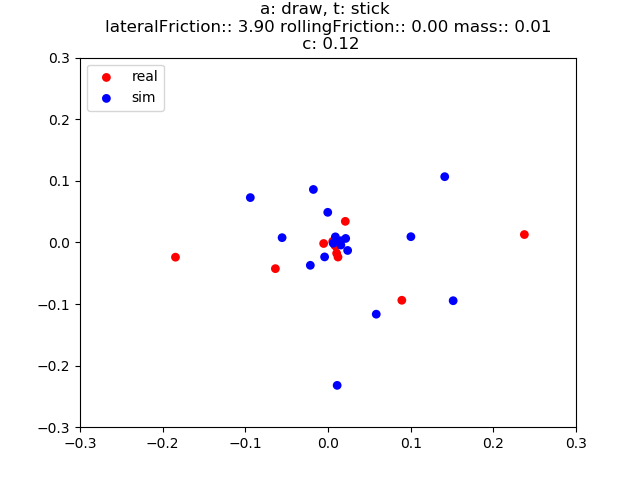 a: draw, t: stick
lateralFriction:: 3.90 rollingFriction:: 0.00 mass:: 0.01
c: 0.12
real
sim
0.3
0.2
0.1
0.0
−0.1
−0.2
−0.3
−0.3
−0.2
−0.1
0.0
0.1
0.2
0.3